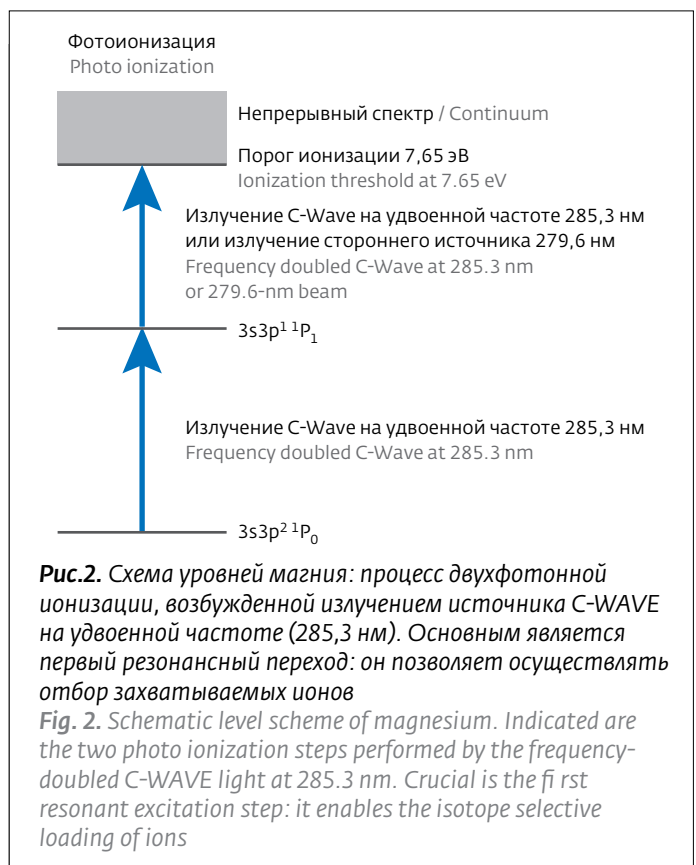 Фотоионизация
Photo ionization
Непрерывный спектр / Continuum
Порог ионизации 7,65 эВ
Ionization threshold at 7.65 eV
Излучение C-Wave на удвоенной частоте 285,3 нм
или излучение стороннего источника 279,6 нм
Frequency doubled C-Wave at 285.3 nm
or 279.6-nm beam
3s3p¹ ¹P₁
Излучение C-Wave на удвоенной частоте 285,3 нм
Frequency doubled C-Wave at 285.3 nm
3s3p² ¹P₀
Рис.2. Схема уровней магния: процесс двухфотонной
ионизации, возбужденной излучением источника C-WAVE
на удвоенной частоте (285,3 нм). Основным является
первый резонансный переход: он позволяет осуществлять
отбор захватываемых ионов
Fig. 2. Schematic level scheme of magnesium. Indicated are
the two photo ionization steps performed by the frequency-
doubled C-WAVE light at 285.3 nm. Crucial is the fi rst
resonant excitation step: it enables the isotope selective
loading of ions